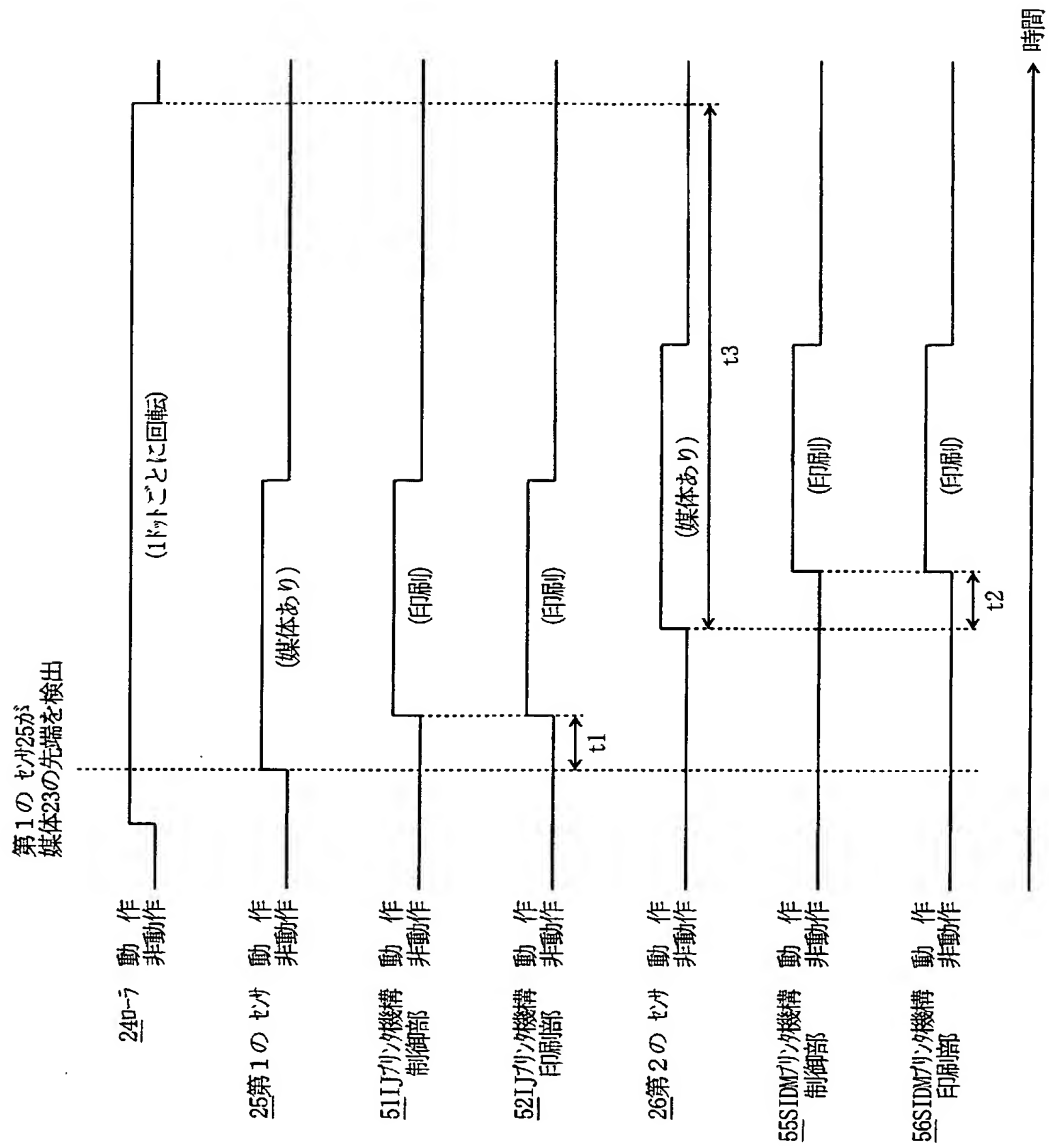 第1の センサ25が
媒体23の先端を検出
24ローラ
動 作
非動作
(1ドットごとに回転)
25第1の センサ
動 作
非動作
(媒体あり)
51IJプリンタ機構
制御部
動 作
非動作
(印刷)
52IJプリンタ機構
印刷部
動 作
非動作
(印刷)
t1
26第2の センサ
動 作
非動作
(媒体あり)
t3
55SIDMプリンタ機構
制御部
動 作
非動作
(印刷)
56SIDMプリンタ機構
印刷部
動 作
非動作
(印刷)
t2
時間